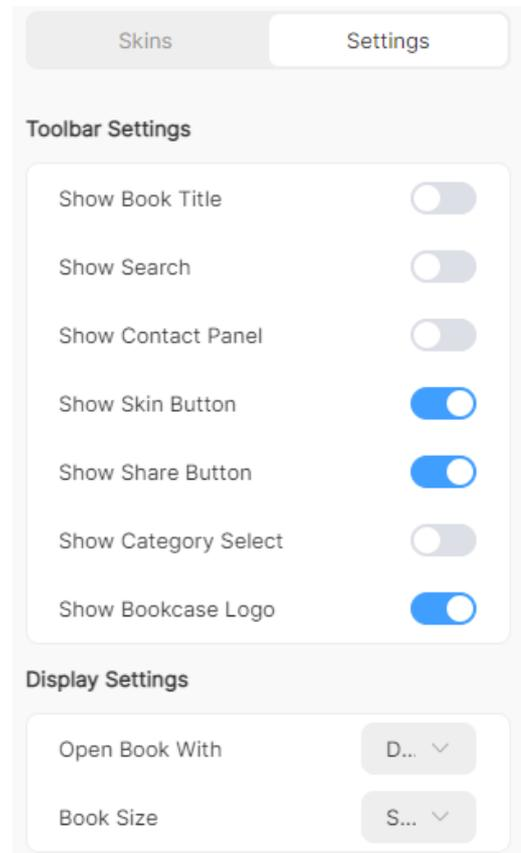 Skins
Settings
Toolbar Settings
Show Book Title
Show Search
Show Contact Panel
Show Skin Button
Show Share Button
Show Category Select
Show Bookcase Logo
Display Settings
Open Book With D...
Book Size S...